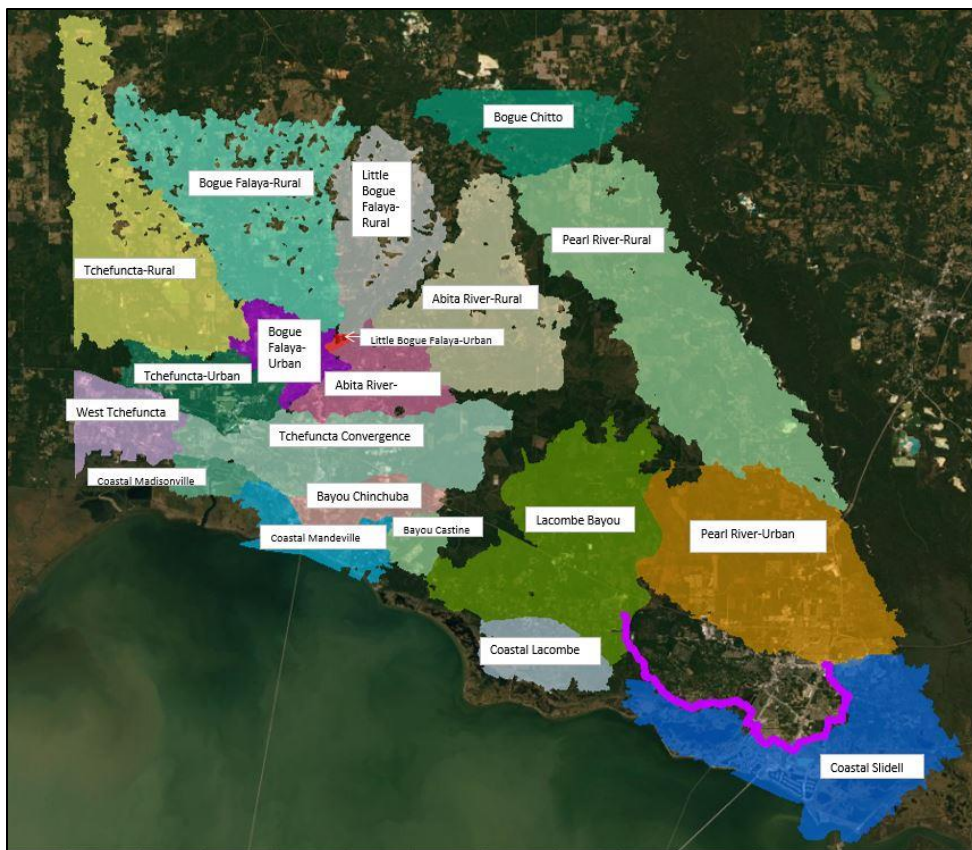 Bogue Chitto
Bogue Falaya-Rural
Little
Bogue
Falaya-
Rural
Pearl River-Rural
Tchefuncta-Rural
Abita River-Rural
Bogue
Falaya-
Urban
Little Bogue Falaya-Urban
Tchefuncta-Urban
Abita River-
West Tchefuncta
Tchefuncta Convergence
Coastal Madisonville
Bayou Chinchuba
Bayou Castine
Lacombe Bayou
Pearl River-Urban
Coastal Mandeville
Coastal Lacombe
Coastal Slidell